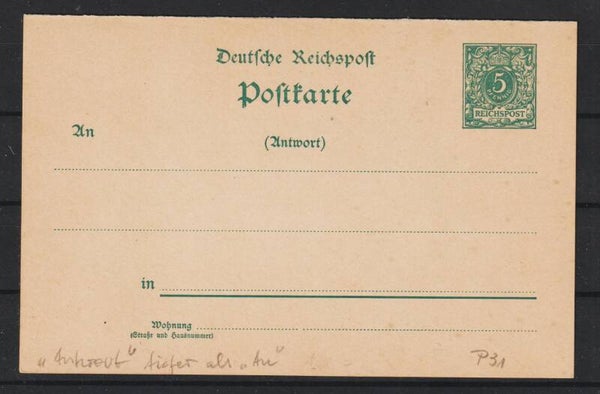 Deutsche Reichspost
Postkarte
(Antwort)
5
REICHSPOST
An
in
Wohnung
(Straße und Hausnummer)
„Antwort" tiefer als „An"
P31